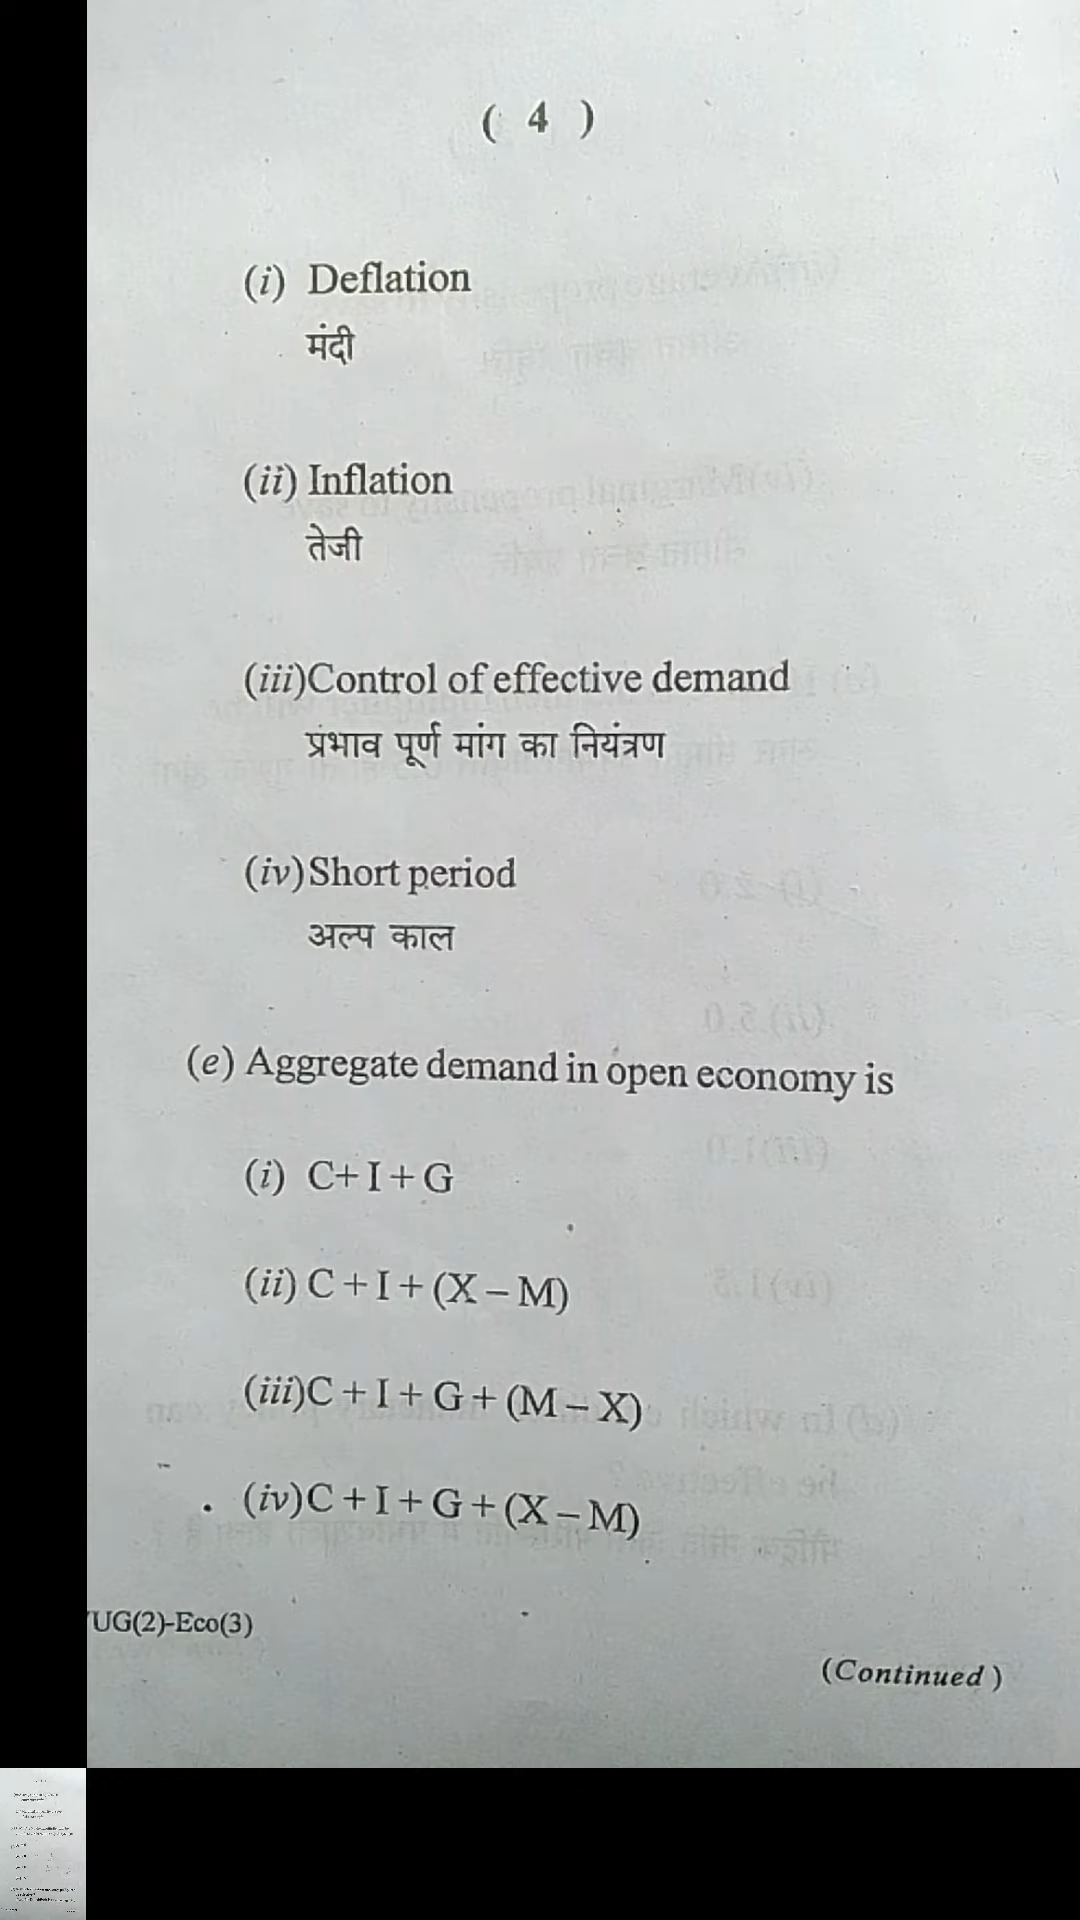 ( 4 )
(i) Deflation
मंदी
(ii) Inflation
तेजी
(iii) Control of effective demand
प्रभाव पूर्ण मांग का नियंत्रण
(iv) Short period
अल्प काल
(e) Aggregate demand in open economy is
(i) C+I+G
(ii) C+I+(X–M)
(iii) C+I+G+(M–X)
(iv) C+I+G+(X–M)
UG(2)-Eco(3)
(Continued)